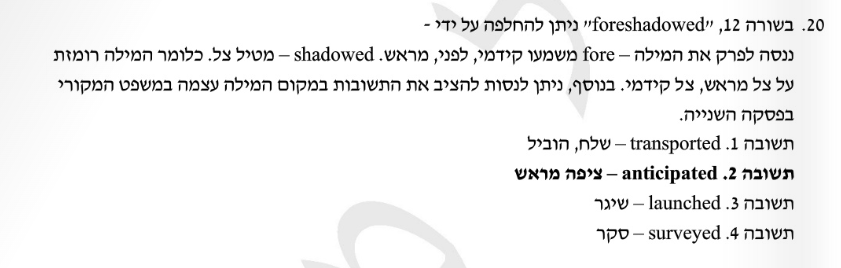 20. בשורה 12, "foreshadowed" ניתן להחלפה על ידי -
ננסה לפרק את המילה – fore משמעו קידמי, לפני, מראש. shadowed – מטיל צל. כלומר המילה רומזת
על צל מראש, צל קידמי. בנוסף, ניתן לנסות להציב את התשובות במקום המילה עצמה במשפט המקורי
בפסקה השנייה.
תשובה 1. transported – שלח, הוביל
תשובה 2. anticipated – ציפה מראש
תשובה 3. launched – שיגר
תשובה 4. surveyed – סקר